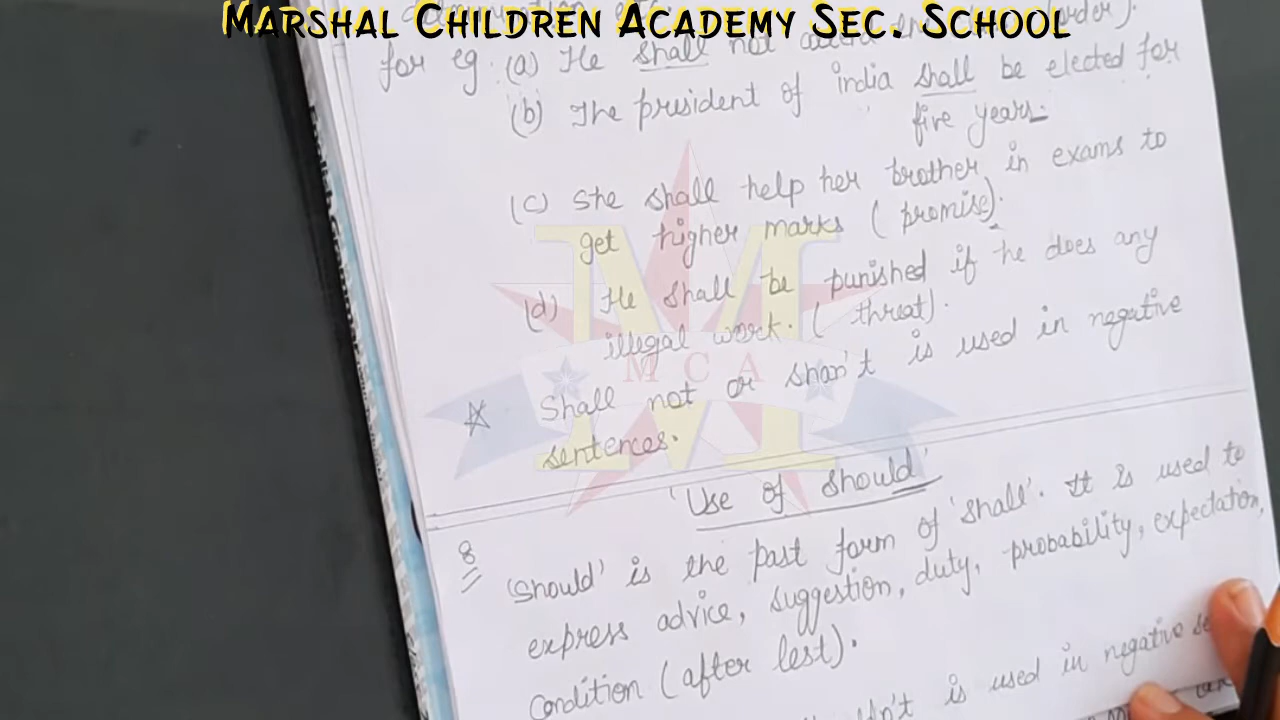 MARSHAL CHILDREN ACADEMY SEC. SCHOOL
for eg: (a) He shall not order).
(b) The president of india shall be elected for
five years.
(c) She shall help her brother in exams to
get higher marks (promise).
(d) He shall be punished if he does any
illegal work. (threat).
M C A
☆ Shall not or shan't is used in negative
sentences.
'Use of should'
8 'Should' is the past form of 'shall'. It is used to
express advice, suggestion, duty, probability, expectation,
condition (after lest).
is used in negative